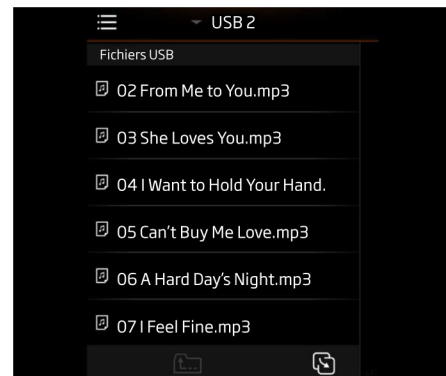 USB 2
Fichiers USB
02 From Me to You.mp3
03 She Loves You.mp3
04 I Want to Hold Your Hand.
05 Can't Buy Me Love.mp3
06 A Hard Day's Night.mp3
07 I Feel Fine.mp3